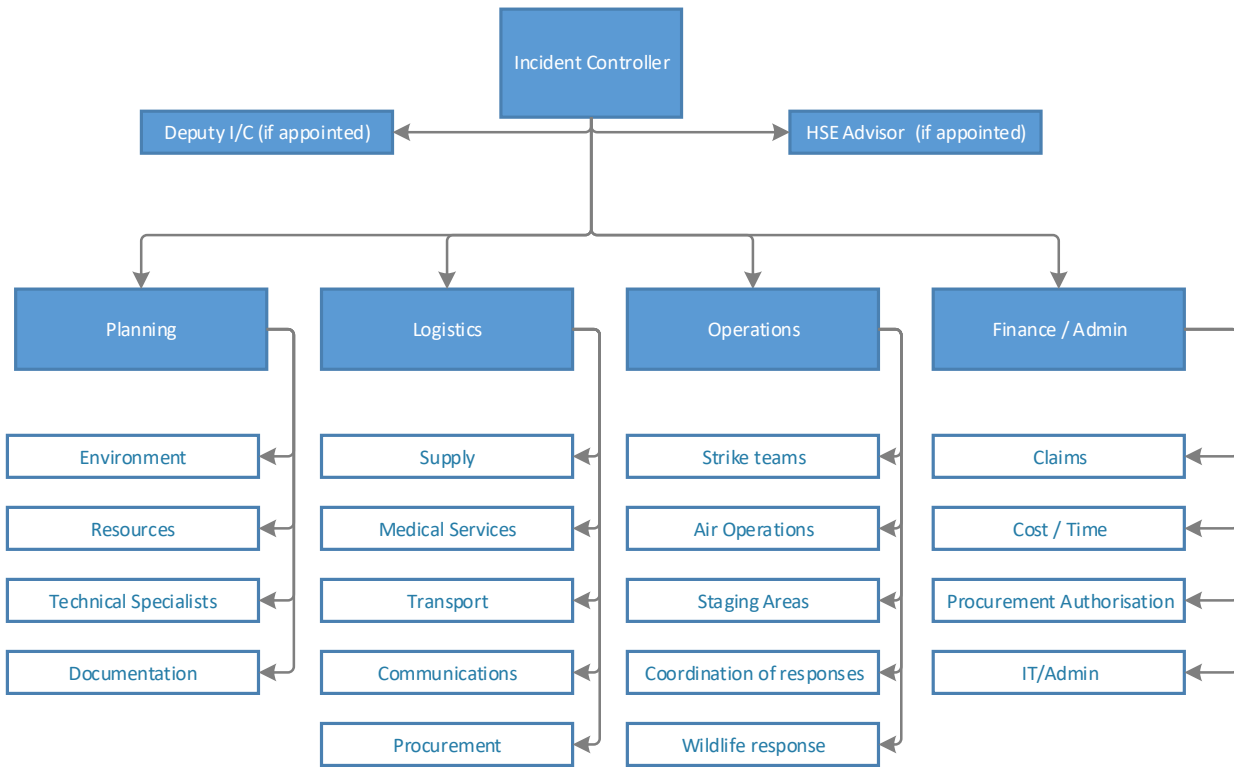 Incident Controller
Deputy I/C (if appointed)
HSE Advisor (if appointed)
Planning
Logistics
Operations
Finance / Admin
Environment
Supply
Strike teams
Claims
Resources
Medical Services
Air Operations
Cost / Time
Technical Specialists
Transport
Staging Areas
Procurement Authorisation
Documentation
Communications
Coordination of responses
IT/Admin
Procurement
Wildlife response